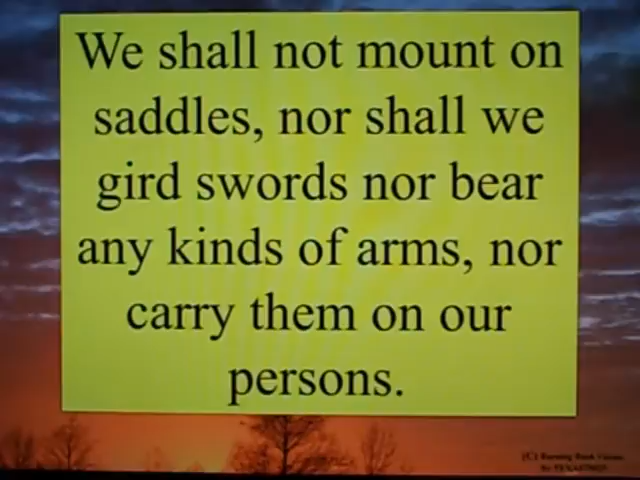 We shall not mount on
saddles, nor shall we
gird swords nor bear
any kinds of arms, nor
carry them on our
persons.